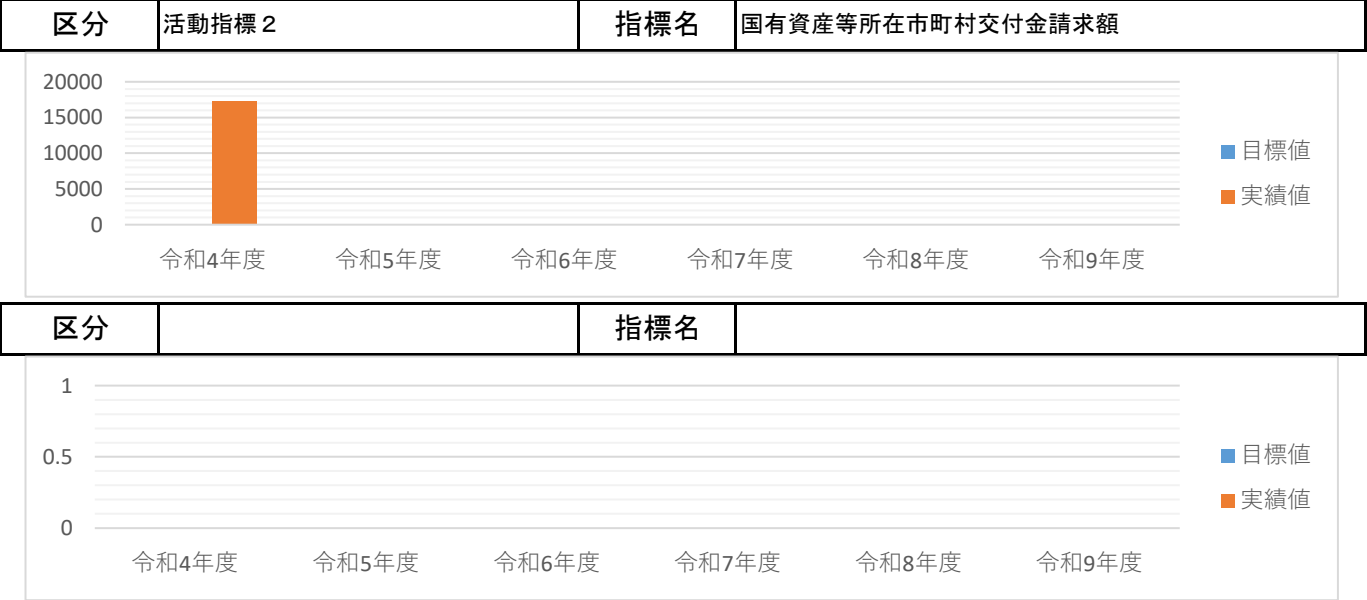 区分 活動指標２ 指標名 国有資産等所在市町村交付金請求額
20000
15000
10000
5000
0
令和4年度 令和5年度 令和6年度 令和7年度 令和8年度 令和9年度
目標値
実績値
区分 指標名
1
0.5
0
令和4年度 令和5年度 令和6年度 令和7年度 令和8年度 令和9年度
目標値
実績値